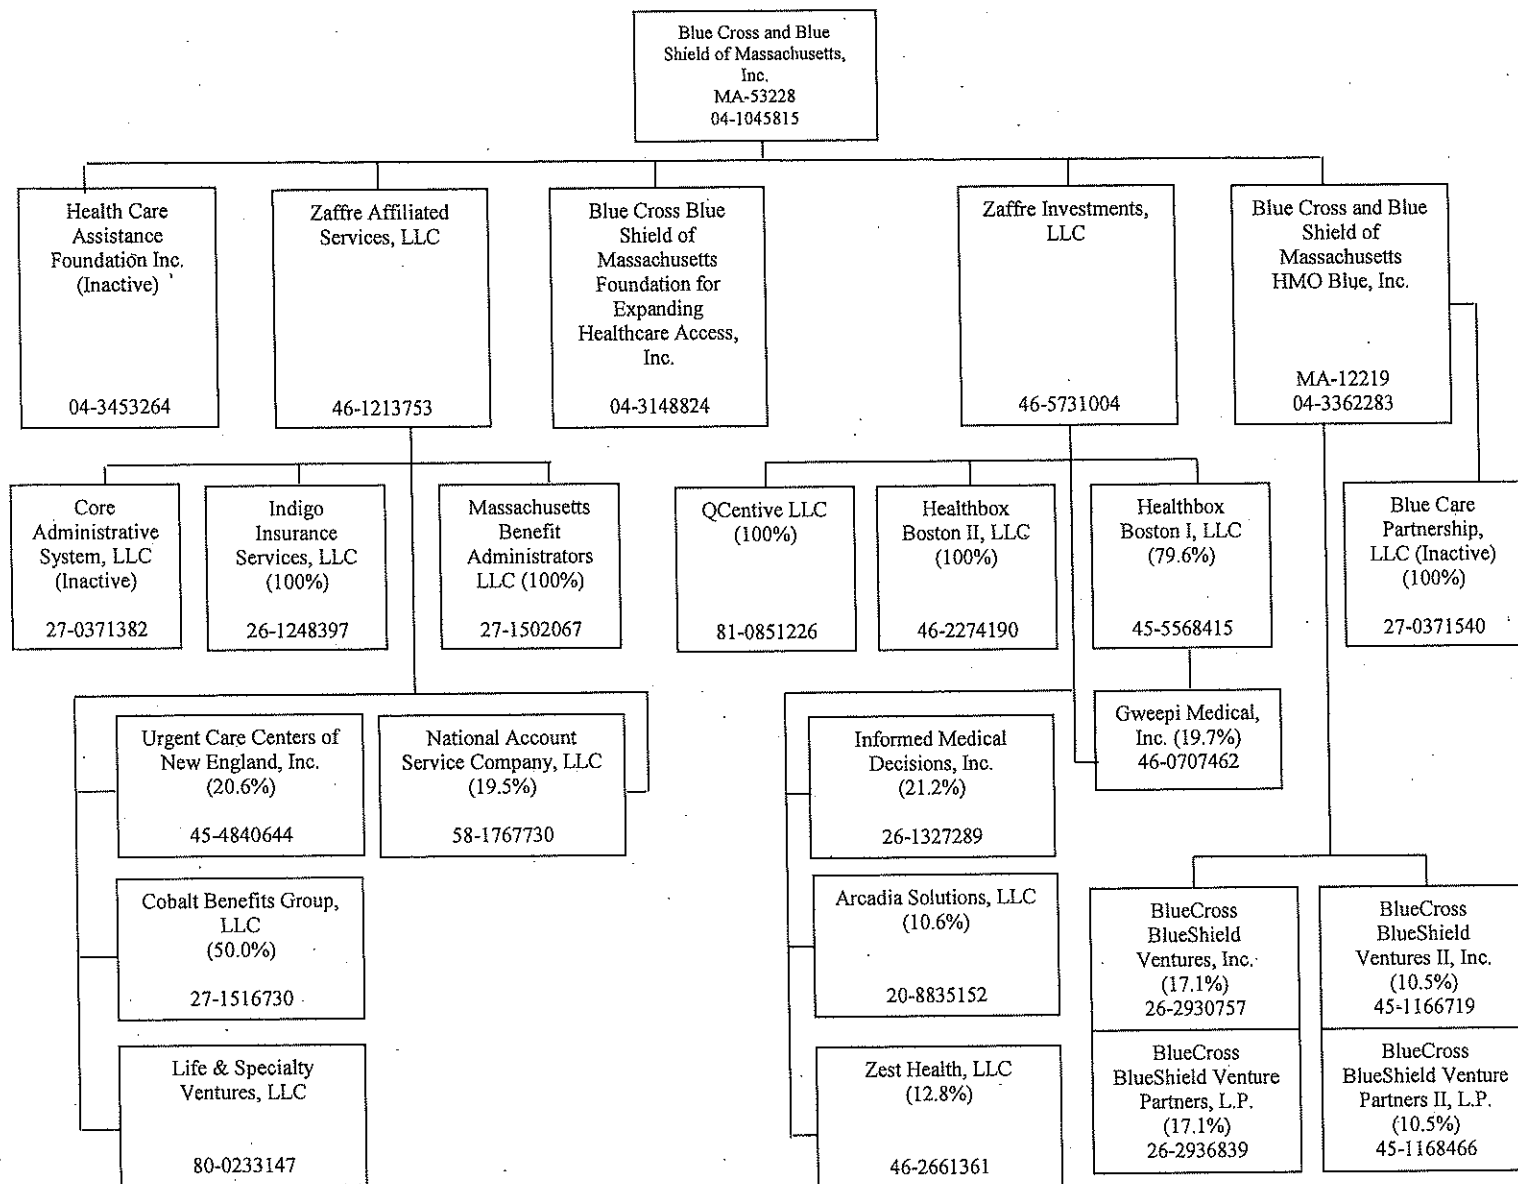 Blue Cross and Blue
Shield of Massachusetts,
Inc.
MA-53228
04-1045815
Health Care
Assistance
Foundation Inc.
(Inactive)
04-3453264
Zaffre Affiliated
Services, LLC
46-1213753
Blue Cross Blue
Shield of
Massachusetts
Foundation for
Expanding
Healthcare Access,
Inc.
04-3148824
Zaffre Investments,
LLC
46-5731004
Blue Cross and Blue
Shield of
Massachusetts
HMO Blue, Inc.
MA-12219
04-3362283
Core
Administrative
System, LLC
(Inactive)
27-0371382
Indigo
Insurance
Services, LLC
(100%)
26-1248397
Massachusetts
Benefit
Administrators
LLC (100%)
27-1502067
QCentive LLC
(100%)
81-0851226
Healthbox
Boston II, LLC
(100%)
46-2274190
Healthbox
Boston I, LLC
(79.6%)
45-5568415
Blue Care
Partnership,
LLC (Inactive)
(100%)
27-0371540
Urgent Care Centers of
New England, Inc.
(20.6%)
45-4840644
National Account
Service Company, LLC
(19.5%)
58-1767730
Informed Medical
Decisions, Inc.
(21.2%)
26-1327289
Gweepi Medical,
Inc. (19.7%)
46-0707462
Cobalt Benefits Group,
LLC
(50.0%)
27-1516730
Arcadia Solutions, LLC
(10.6%)
20-8835152
BlueCross
BlueShield
Ventures, Inc.
(17.1%)
26-2930757
BlueCross
BlueShield
Ventures II, Inc.
(10.5%)
45-1166719
Life & Specialty
Ventures, LLC
80-0233147
Zest Health, LLC
(12.8%)
46-2661361
BlueCross
BlueShield Venture
Partners, L.P.
(17.1%)
26-2936839
BlueCross
BlueShield Venture
Partners II, L.P.
(10.5%)
45-1168466